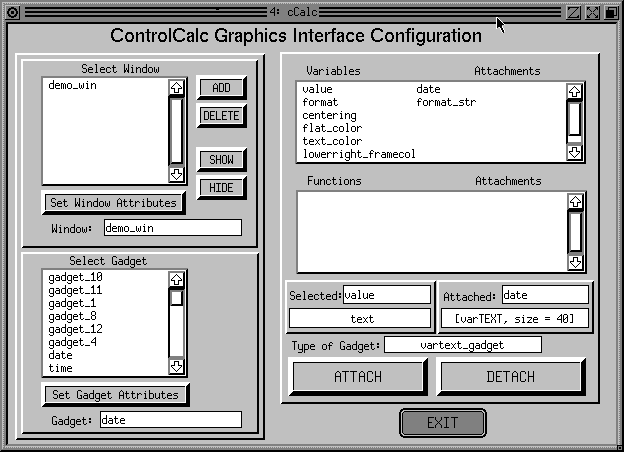 4: cCalc
ControlCalc Graphics Interface Configuration
Select Window
demo_win
ADD
DELETE
SHOW
HIDE
Set Window Attributes
Window: demo_win
Select Gadget
gadget_10
gadget_11
gadget_1
gadget_8
gadget_12
gadget_4
date
time
Set Gadget Attributes
Gadget: date
Variables Attachments
value date
format format_str
centering
flat_color
text_color
lowerright_framecol
Functions Attachments
Selected: value Attached: date
text [varTEXT, size = 40]
Type of Gadget: vartext_gadget
ATTACH DETACH
EXIT